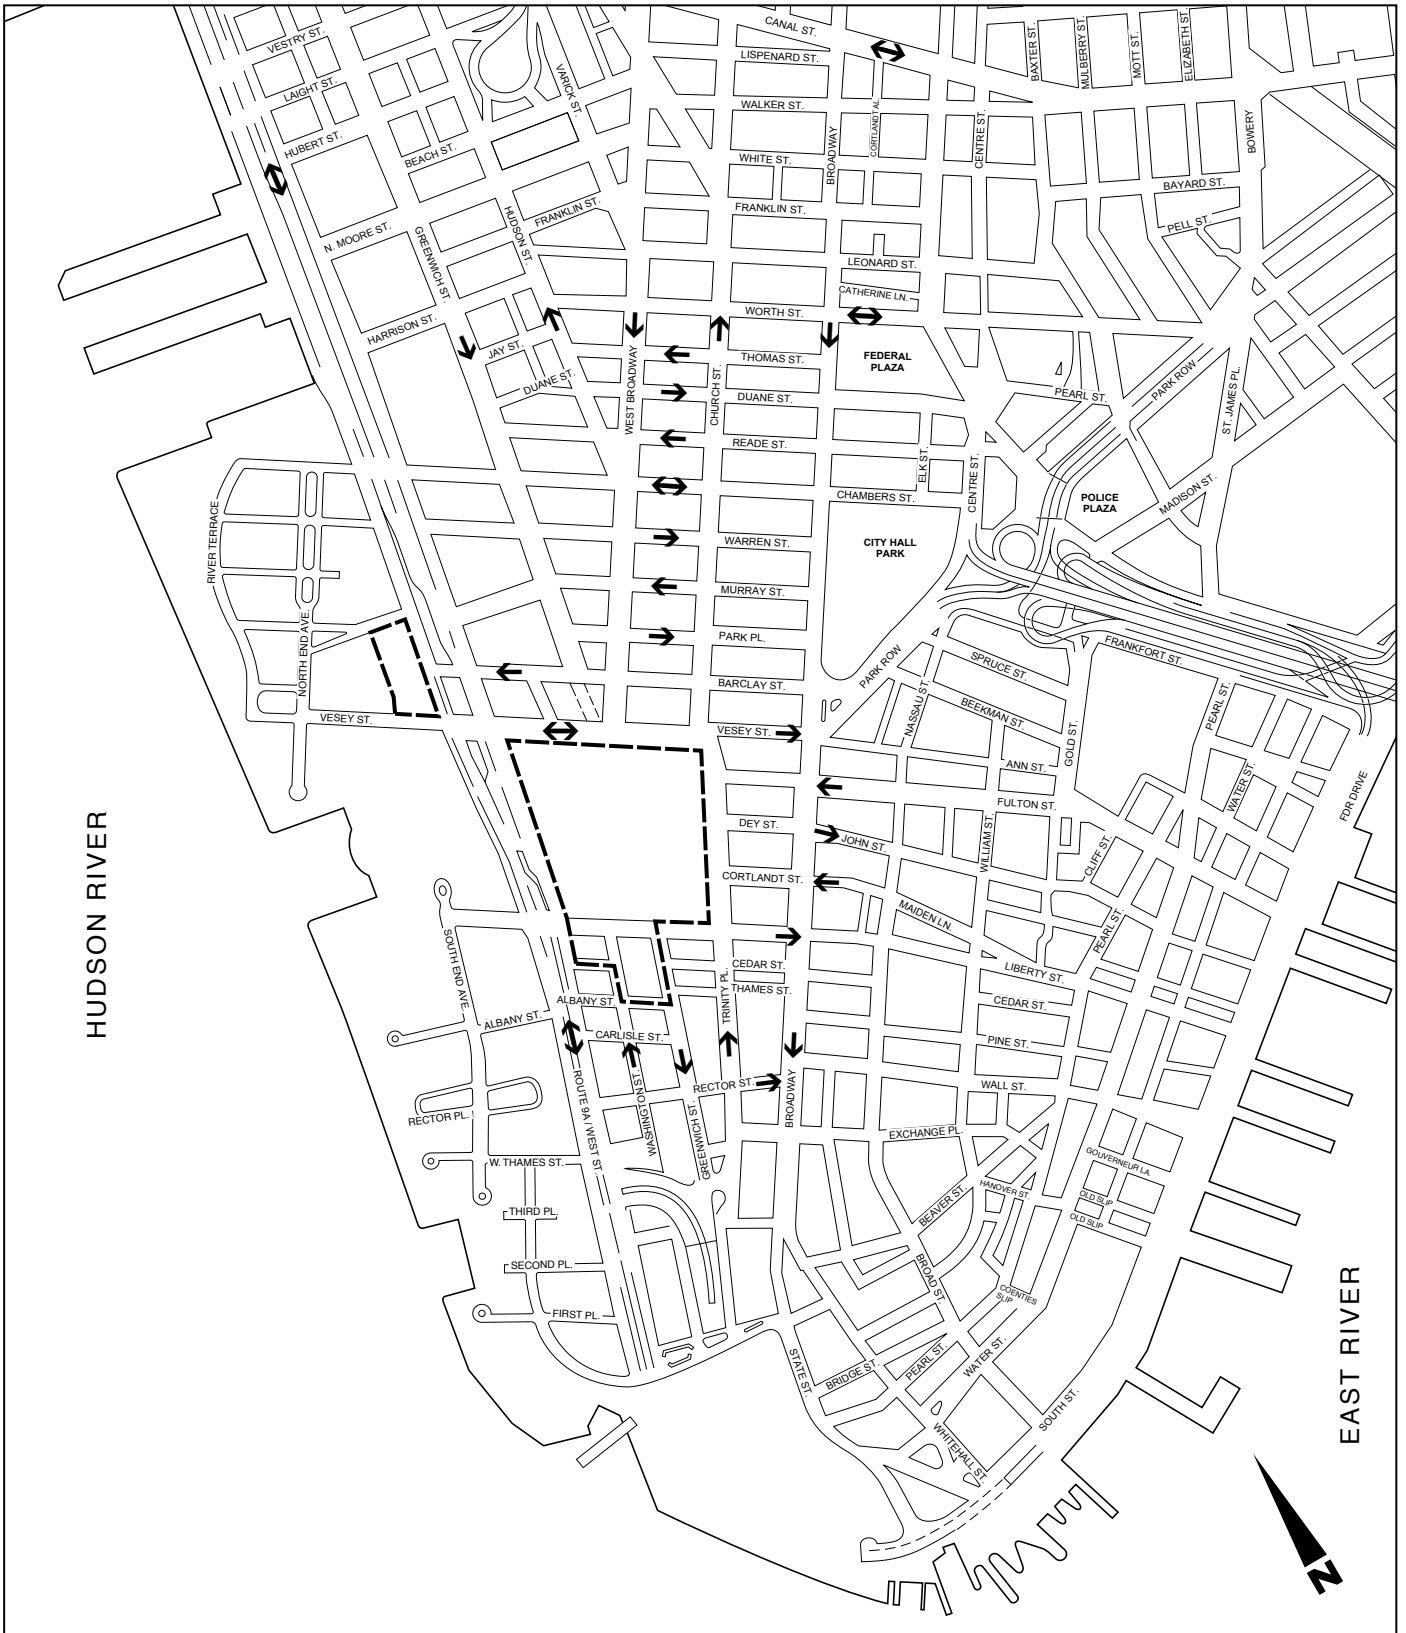 CANAL ST.
VESTRY ST.
LISPENARD ST.
BAXTER ST.
MULBERRY ST.
MOTT ST.
ELIZABETH ST.
LAIGHT ST.
VARICK ST.
WALKER ST.
CORTLANDT AL.
BROADWAY
CENTRE ST.
BOWERY
HUBERT ST.
BEACH ST.
WHITE ST.
BAYARD ST.
FRANKLIN ST.
FRANKLIN ST.
HUDSON ST.
PELL ST.
N. MOORE ST.
GREENWICH ST.
LEONARD ST.
CATHERINE LN.
HARRISON ST.
WORTH ST.
JAY ST.
THOMAS ST.
FEDERAL
PLAZA
DUANE ST.
WEST BROADWAY
CHURCH ST.
DUANE ST.
PEARL ST.
PARK ROW
ST. JAMES PL.
READE ST.
ELK ST.
CENTRE ST.
CHAMBERS ST.
POLICE
PLAZA
MADISON ST.
RIVER TERRACE
WARREN ST.
CITY HALL
PARK
MURRAY ST.
NORTH END AVE.
PARK PL.
PARK ROW
SPRUCE ST.
FRANKFORT ST.
BARCLAY ST.
NASSAU ST.
BEEKMAN ST.
PEARL ST.
VESEY ST.
VESEY ST.
GOLD ST.
ANN ST.
WATER ST.
FDR DRIVE
FULTON ST.
DEY ST.
JOHN ST.
WILLIAM ST.
CLIFF ST.
HUDSON RIVER
CORTLANDT ST.
MAIDEN LN.
PEARL ST.
SOUTH END AVE.
CEDAR ST.
LIBERTY ST.
TRINITY PL.
THAMES ST.
CEDAR ST.
ALBANY ST.
ALBANY ST.
CARLISLE ST.
PINE ST.
RECTOR ST.
WALL ST.
ROUTE 9A / WEST ST.
WASHINGTON ST.
GREENWICH ST.
BROADWAY
RECTOR PL.
EXCHANGE PL.
W. THAMES ST.
GOUVERNEUR LA.
HANOVER ST.
OLD SLIP
OLD SLIP
BEAVER ST.
THIRD PL.
SECOND PL.
BROAD ST.
COENTIES
SLIP
FIRST PL.
EAST RIVER
STATE ST.
BRIDGE ST.
PEARL ST.
WATER ST.
SOUTH ST.
WHITEHALL ST.
N